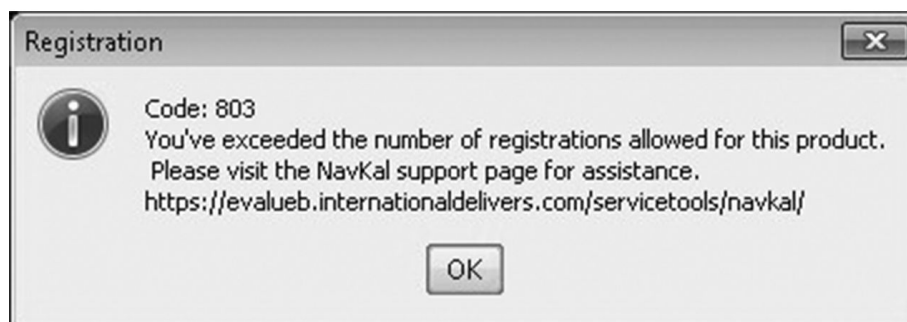 Registration
Code: 803
You've exceeded the number of registrations allowed for this product.
Please visit the NavKal support page for assistance.
https://evalueb.internationaldelivers.com/servicetools/navkal/
OK